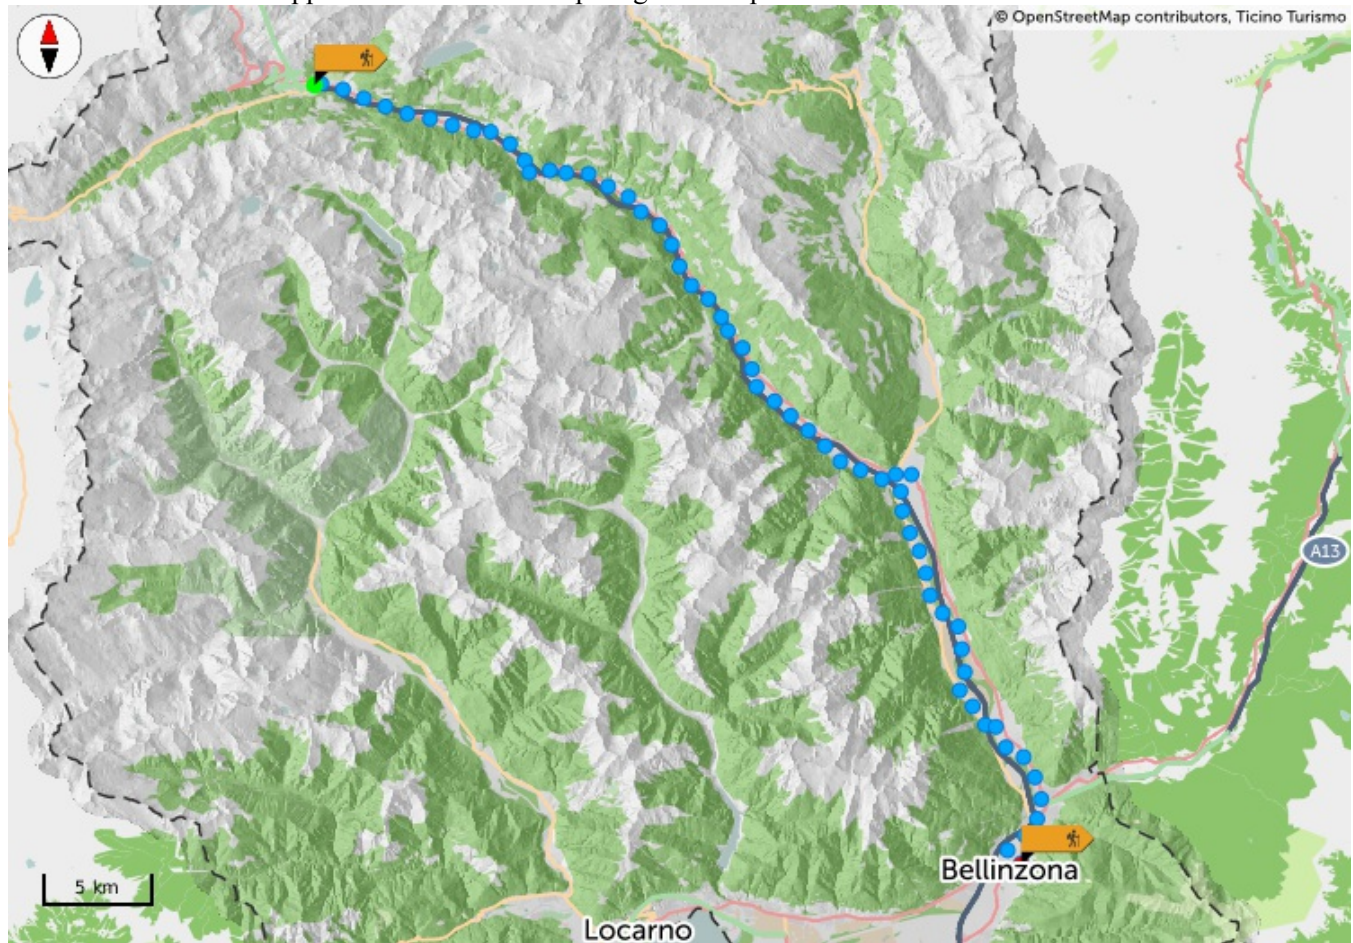 © OpenStreetMap contributors, Ticino Turismo
A13
Bellinzona
5 km
Locarno